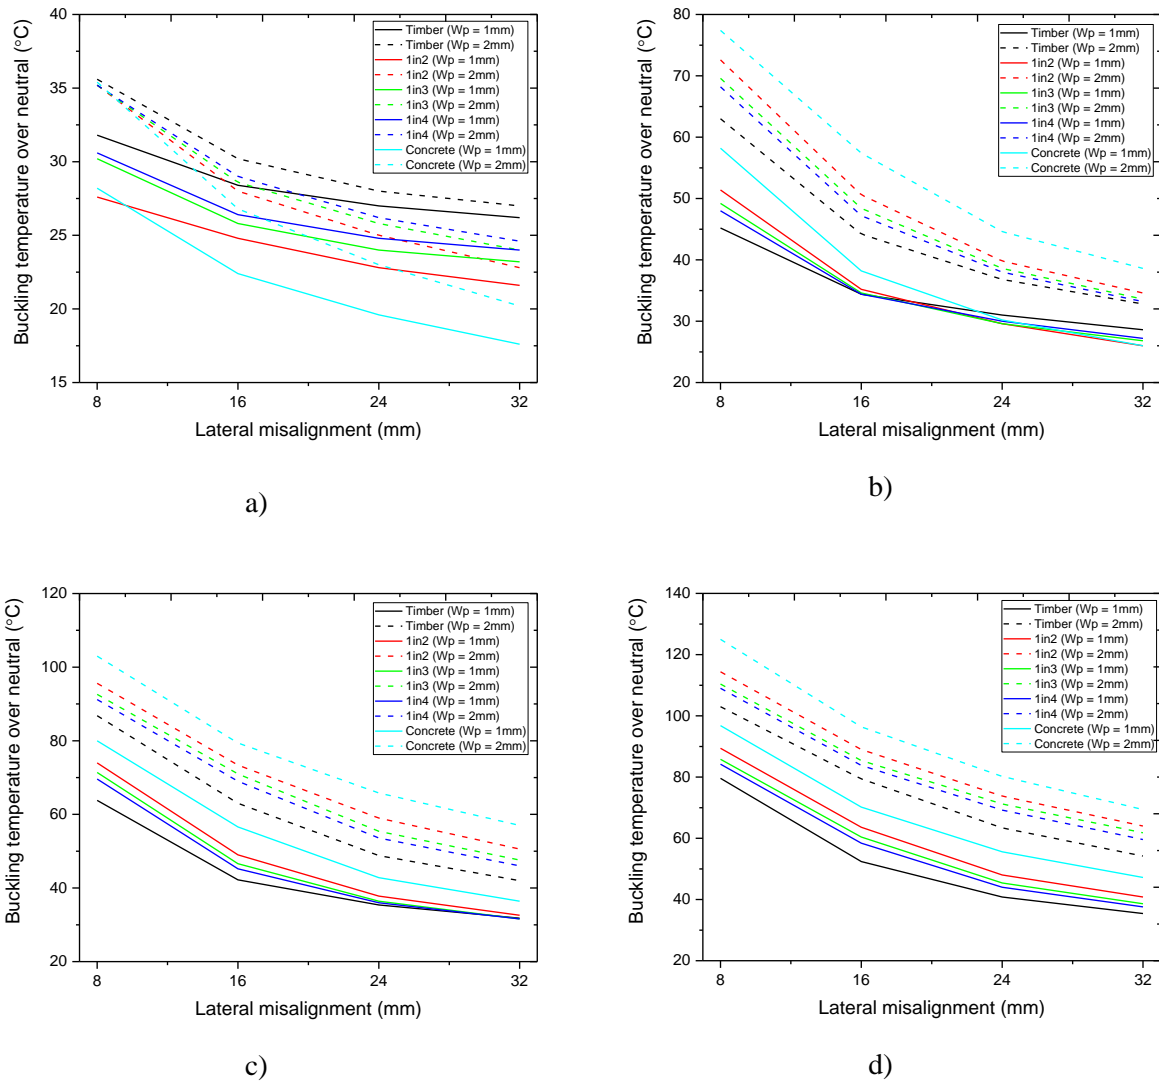 40
35
30
25
20
15
8
16
24
32
Buckling temperature over neutral (°C)
Lateral misalignment (mm)
Timber (Wp = 1mm)
Timber (Wp = 2mm)
1in2 (Wp = 1mm)
1in2 (Wp = 2mm)
1in3 (Wp = 1mm)
1in3 (Wp = 2mm)
1in4 (Wp = 1mm)
1in4 (Wp = 2mm)
Concrete (Wp = 1mm)
Concrete (Wp = 2mm)
a)
80
70
60
50
40
30
20
8
16
24
32
Buckling temperature over neutral (°C)
Lateral misalignment (mm)
Timber (Wp = 1mm)
Timber (Wp = 2mm)
1in2 (Wp = 1mm)
1in2 (Wp = 2mm)
1in3 (Wp = 1mm)
1in3 (Wp = 2mm)
1in4 (Wp = 1mm)
1in4 (Wp = 2mm)
Concrete (Wp = 1mm)
Concrete (Wp = 2mm)
b)
120
100
80
60
40
20
8
16
24
32
Buckling temperature over neutral (°C)
Lateral misalignment (mm)
Timber (Wp = 1mm)
Timber (Wp = 2mm)
1in2 (Wp = 1mm)
1in2 (Wp = 2mm)
1in3 (Wp = 1mm)
1in3 (Wp = 2mm)
1in4 (Wp = 1mm)
1in4 (Wp = 2mm)
Concrete (Wp = 1mm)
Concrete (Wp = 2mm)
c)
140
120
100
80
60
40
20
8
16
24
32
Buckling temperature over neutral (°C)
Lateral misalignment (mm)
Timber (Wp = 1mm)
Timber (Wp = 2mm)
1in2 (Wp = 1mm)
1in2 (Wp = 2mm)
1in3 (Wp = 1mm)
1in3 (Wp = 2mm)
1in4 (Wp = 1mm)
1in4 (Wp = 2mm)
Concrete (Wp = 1mm)
Concrete (Wp = 2mm)
d)